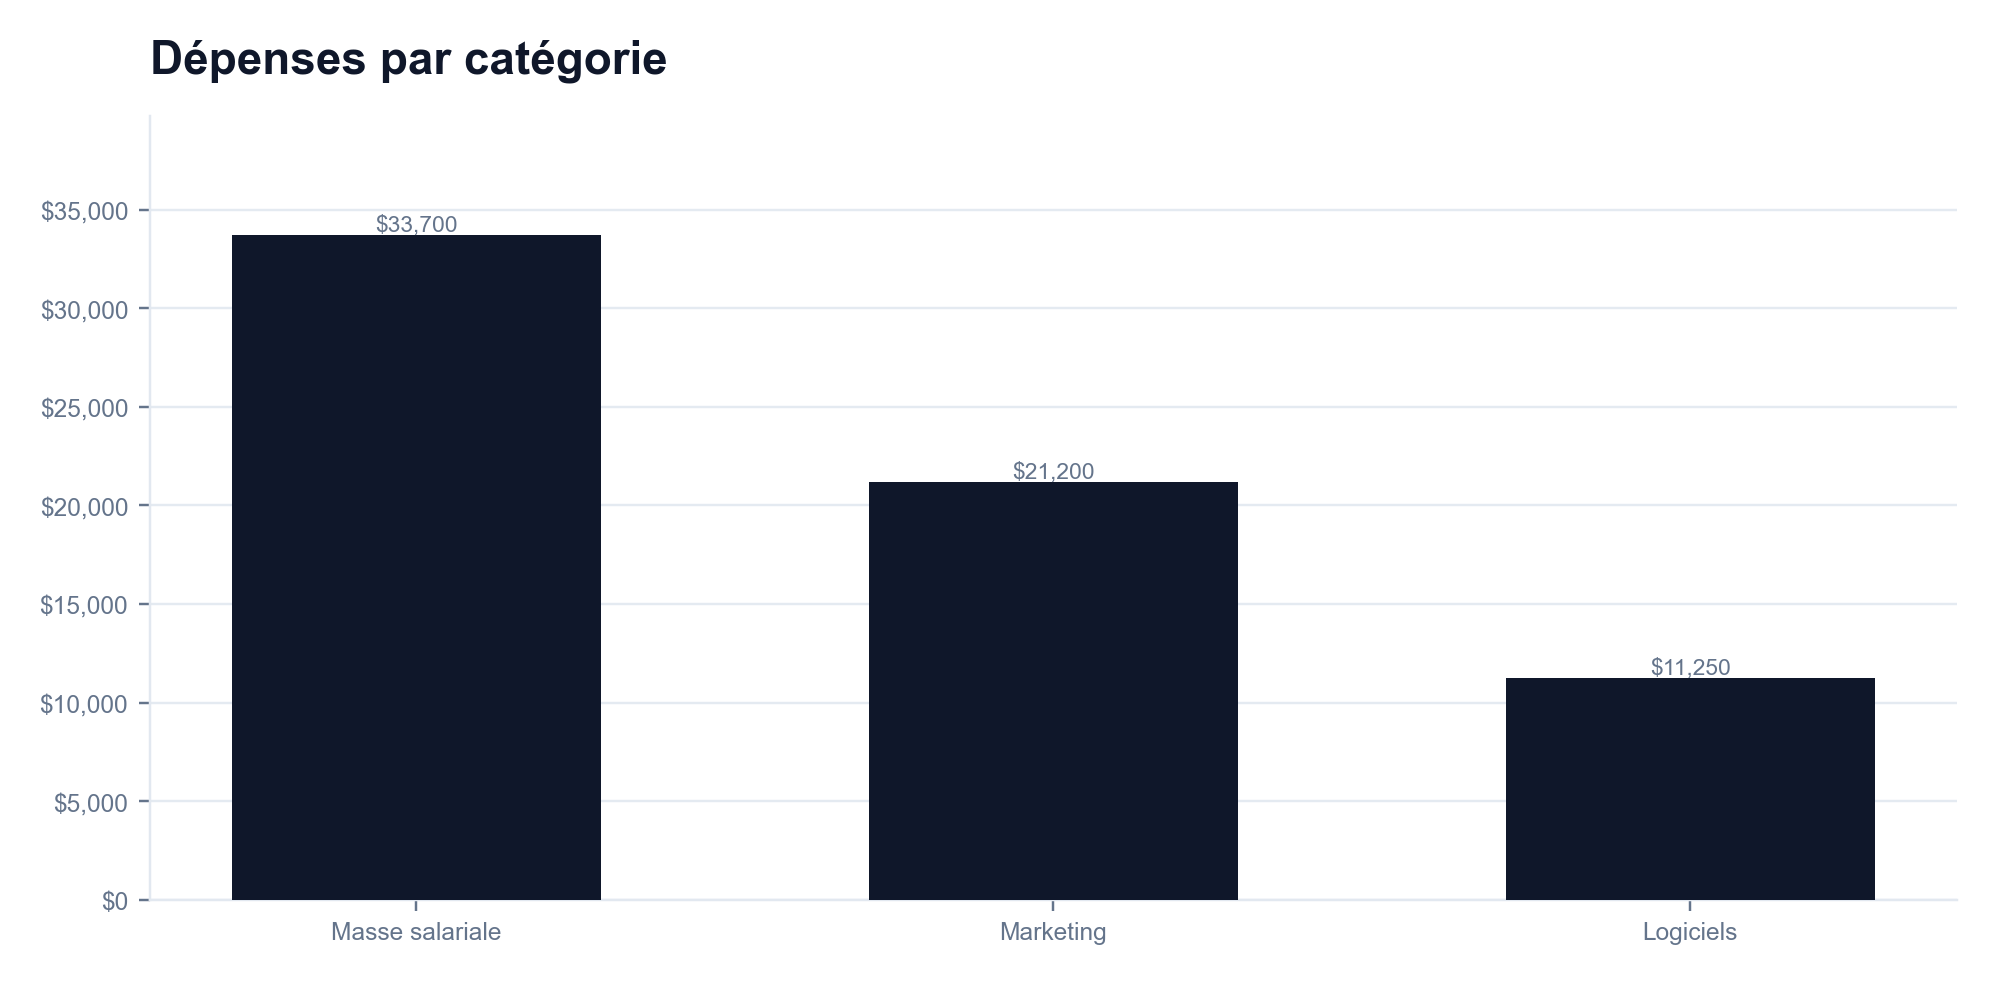 Dépenses par catégorie
$35,000
$33,700
$30,000
$25,000
$21,200
$20,000
$15,000
$11,250
$10,000
$5,000
$0
Masse salariale
Marketing
Logiciels